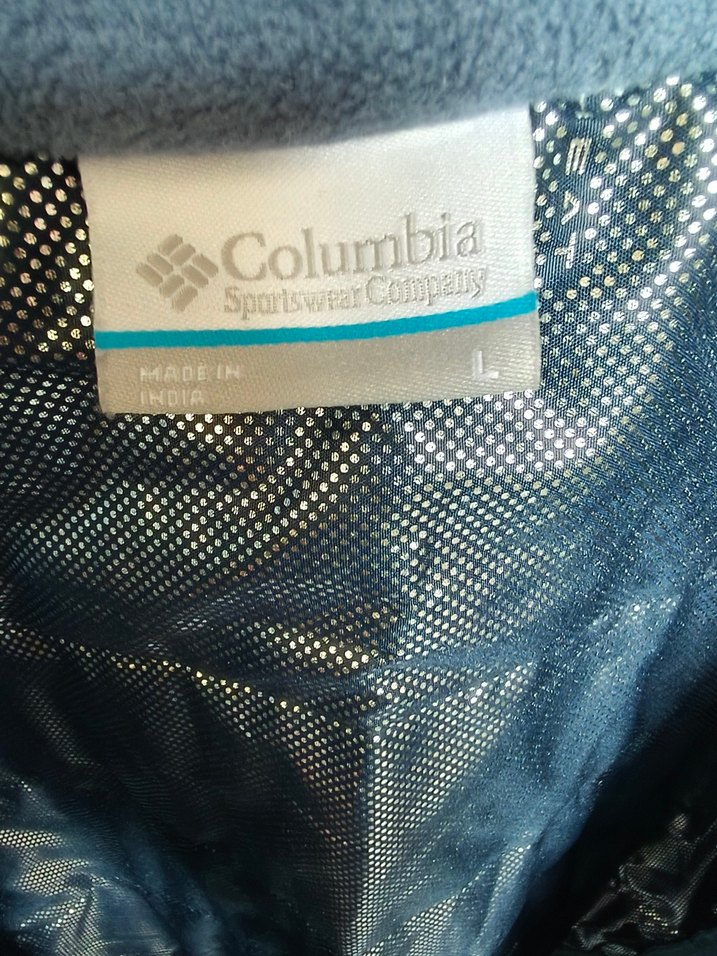 Columbia
Sportswear Company
MADE IN
INDIA
L